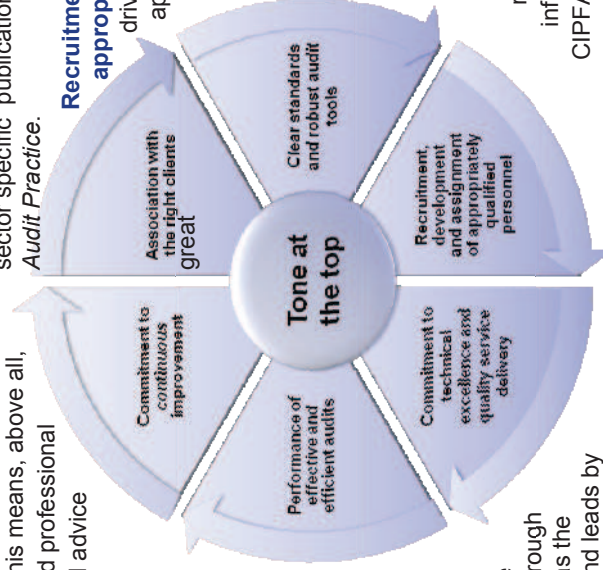 his means, above all,
d professional
l advice
sector specific publication
Audit Practice.
Recruitme
appropr
driv
ap
Commitment to
continuous
improvement
Association with
the right clients
great
Performance of
effective and
efficient audits
Tone at
the top
Clear standards
and robust audit
tools
Commitment to
technical
excellence and
quality service
delivery
Recruitment,
development
and assignment
of appropriately
qualified
personnel
rough
s the
nd leads by
inf
CIPFA